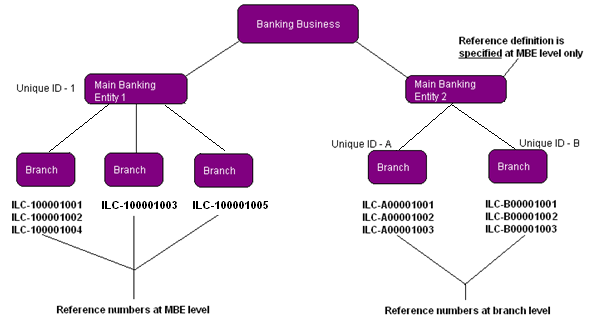 Banking Business
Reference definition is
specified at MBE level only
Unique ID - 1
Main Banking
Entity 1
Main Banking
Entity 2
Unique ID - A
Unique ID - B
Branch
Branch
Branch
Branch
Branch
ILC-100001001
ILC-100001002
ILC-100001004
ILC-100001003
ILC-100001005
ILC-A00001001
ILC-A00001002
ILC-A00001003
ILC-B00001001
ILC-B00001002
ILC-B00001003
Reference numbers at MBE level
Reference numbers at branch level